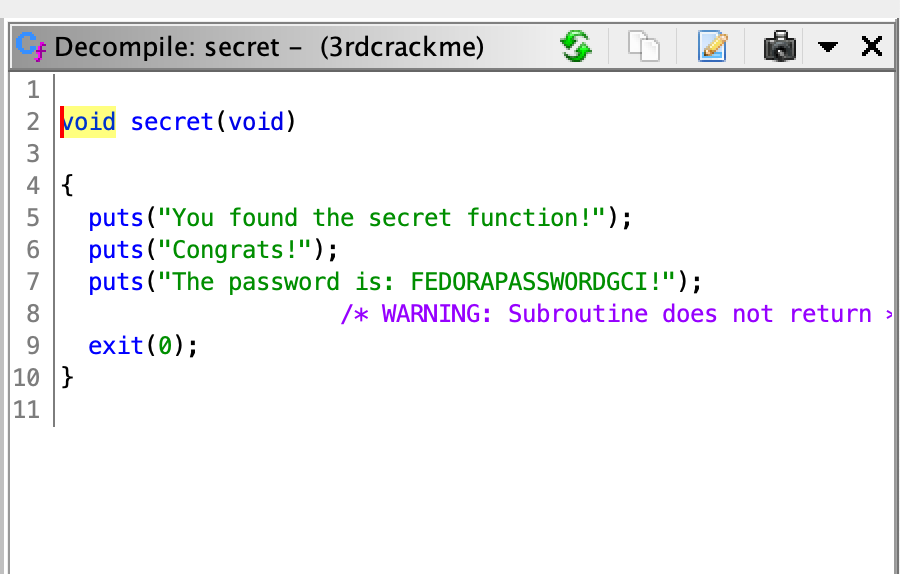 Decompile: secret – (3rdcrackme)
1
2 void secret(void)
3
4 {
5 puts("You found the secret function!");
6 puts("Congrats!");
7 puts("The password is: FEDORAPASSWORDGCI!");
8 /* WARNING: Subroutine does not return
9 exit(0);
10 }
11